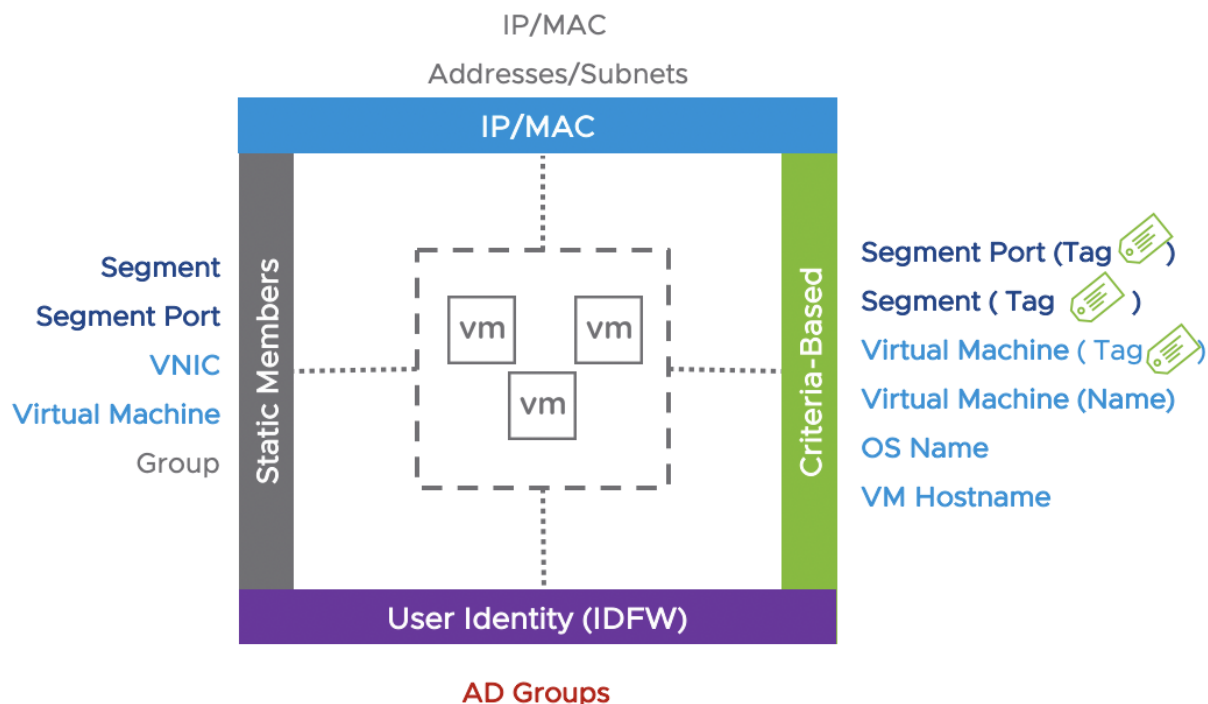 IP/MAC
Addresses/Subnets
IP/MAC
Static Members
Segment
Segment Port
VNIC
Virtual Machine
Group
vm
vm
vm
Criteria-Based
Segment Port (Tag )
Segment ( Tag )
Virtual Machine ( Tag )
Virtual Machine (Name)
OS Name
VM Hostname
User Identity (IDFW)
AD Groups